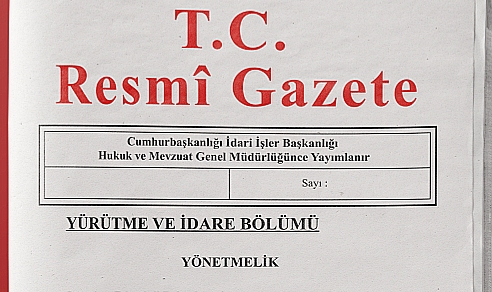 T.C.
Resmî Gazete
Cumhurbaşkanlığı İdari İşler Başkanlığı
Hukuk ve Mevzuat Genel Müdürlüğünce Yayımlanır
Sayı :
YÜRÜTME VE İDARE BÖLÜMÜ
YÖNETMELİK